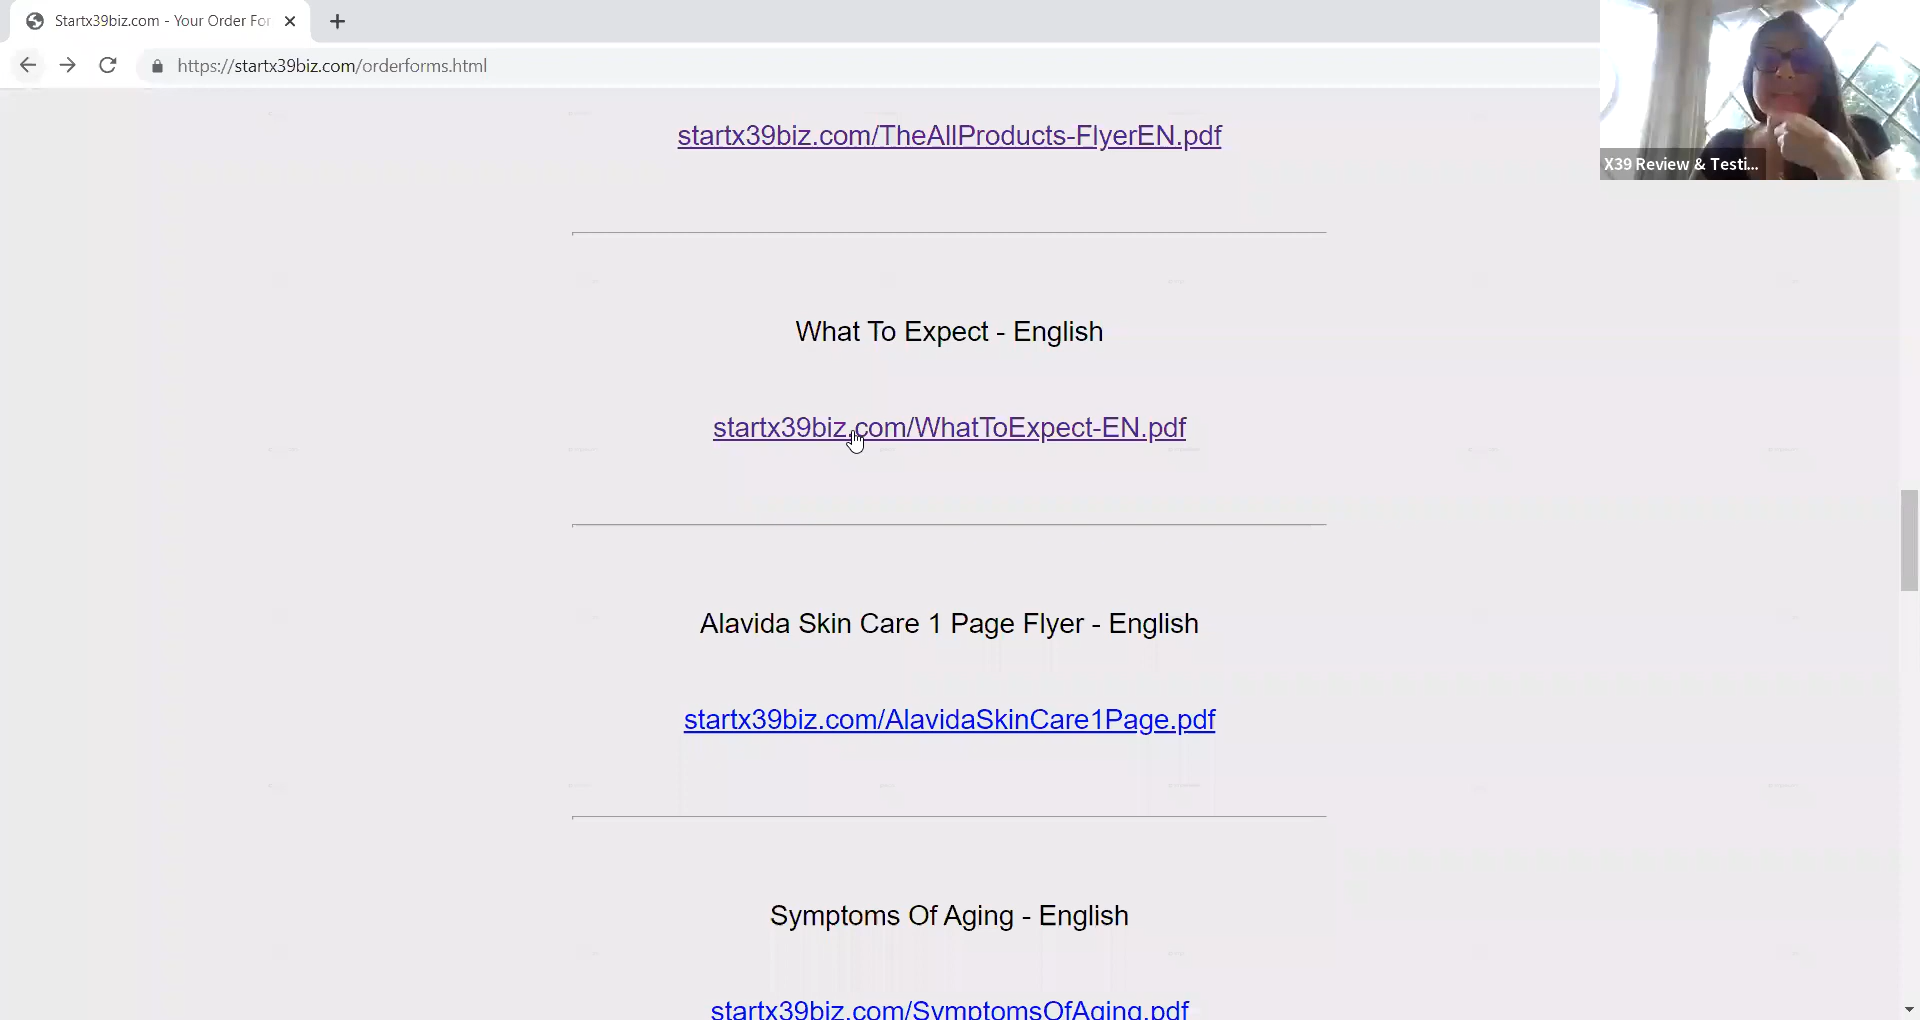 Startx39biz.com - Your Order For
https://startx39biz.com/orderforms.html
X39 Review & Testi...
startx39biz.com/TheAllProducts-FlyerEN.pdf
What To Expect - English
startx39biz.com/WhatToExpect-EN.pdf
Alavida Skin Care 1 Page Flyer - English
startx39biz.com/AlavidaSkinCare1Page.pdf
Symptoms Of Aging - English
startx39biz.com/SymptomsOfAging.pdf